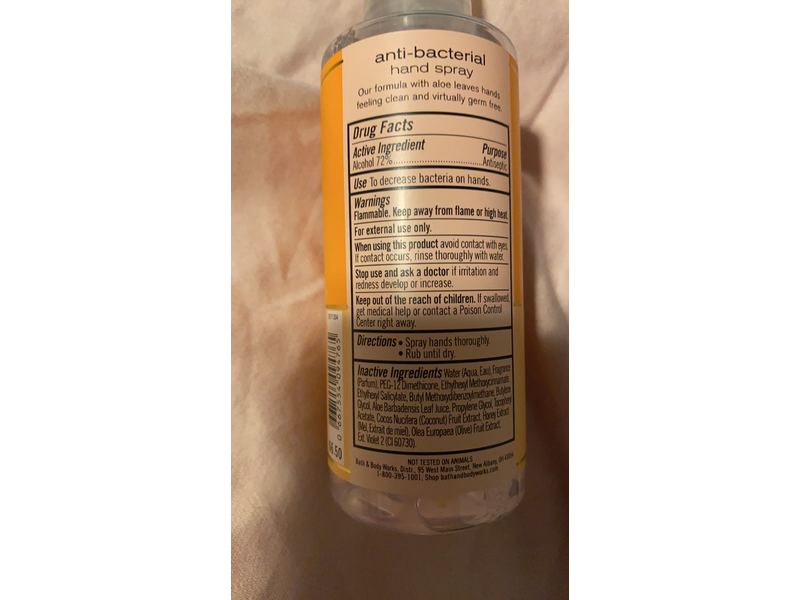 anti-bacterial
hand spray
Our formula with aloe leaves hands
feeling clean and virtually germ free.
Drug Facts
Active Ingredient Purpose
Alcohol 72%..............................Antiseptic
Use To decrease bacteria on hands.
Warnings
Flammable. Keep away from flame or high heat.
For external use only.
When using this product avoid contact with eyes.
If contact occurs, rinse thoroughly with water.
Stop use and ask a doctor if irritation and
redness develop or increase.
Keep out of the reach of children. If swallowed,
get medical help or contact a Poison Control
Center right away.
Directions • Spray hands thoroughly.
• Rub until dry.
Inactive Ingredients Water (Aqua, Eau), Fragrance
(Parfum), PEG-12 Dimethicone, Ethylhexyl Methoxycinnamate,
Ethylhexyl Salicylate, Butyl Methoxydibenzoylmethane, Butylene
Glycol, Aloe Barbadensis Leaf Juice, Propylene Glycol, Tocopheryl
Acetate, Cocos Nucifera (Coconut) Fruit Extract, Honey Extract
(Mel, Extrait de miel), Olea Europaea (Olive) Fruit Extract,
Ext. Violet 2 (CI 60730).
NOT TESTED ON ANIMALS
Bath & Body Works, Distr., 95 West Main Street, New Albany, OH 43054
1-800-395-1001, Shop bathandbodyworks.com
6.50